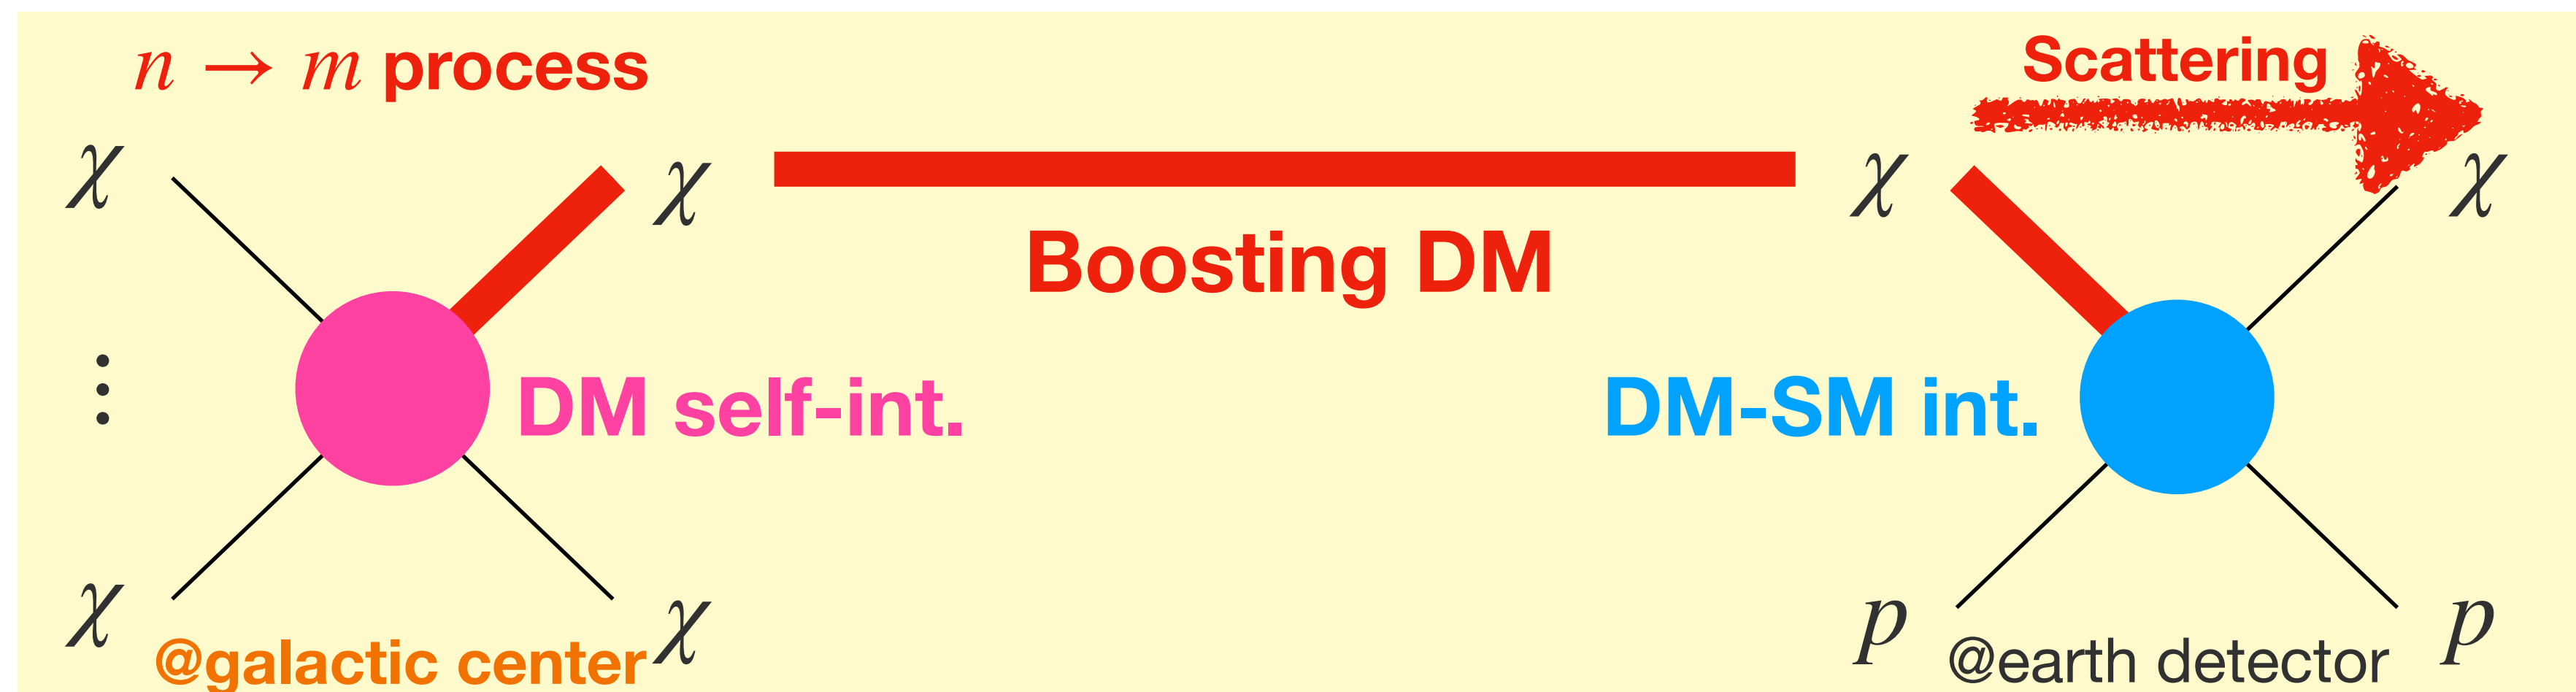 n → m process
Scattering
χ
χ
χ
χ
Boosting DM
⋮
DM self-int.
DM-SM int.
χ
χ
p
p
@galactic center
@earth detector